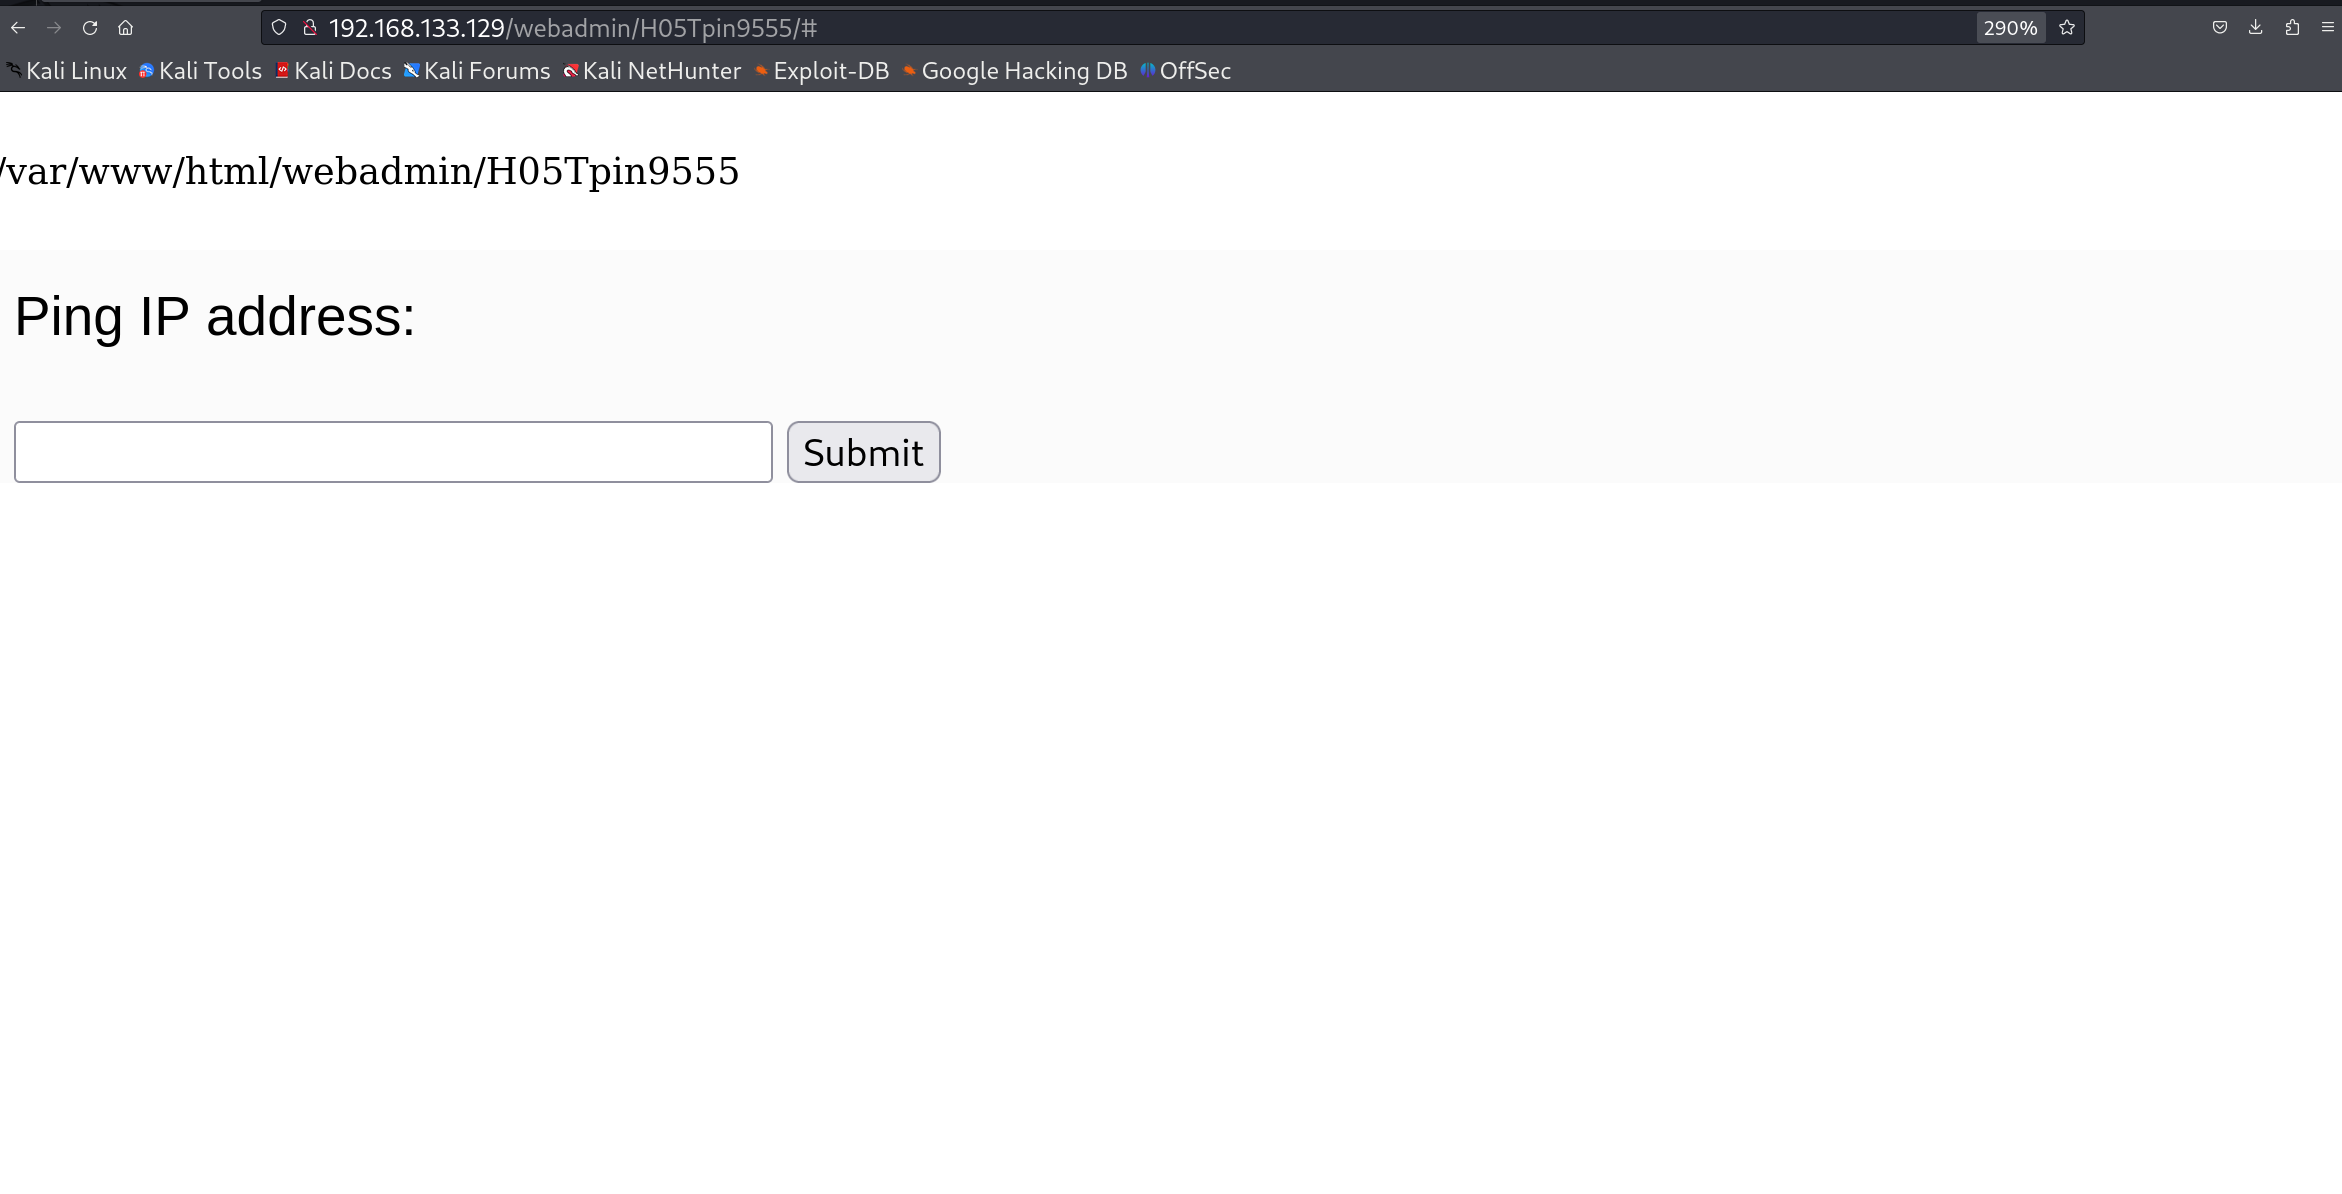 192.168.133.129/webadmin/H05Tpin9555/#
290%
Kali Linux Kali Tools Kali Docs Kali Forums Kali NetHunter Exploit-DB Google Hacking DB OffSec
/var/www/html/webadmin/H05Tpin9555
Ping IP address:
Submit